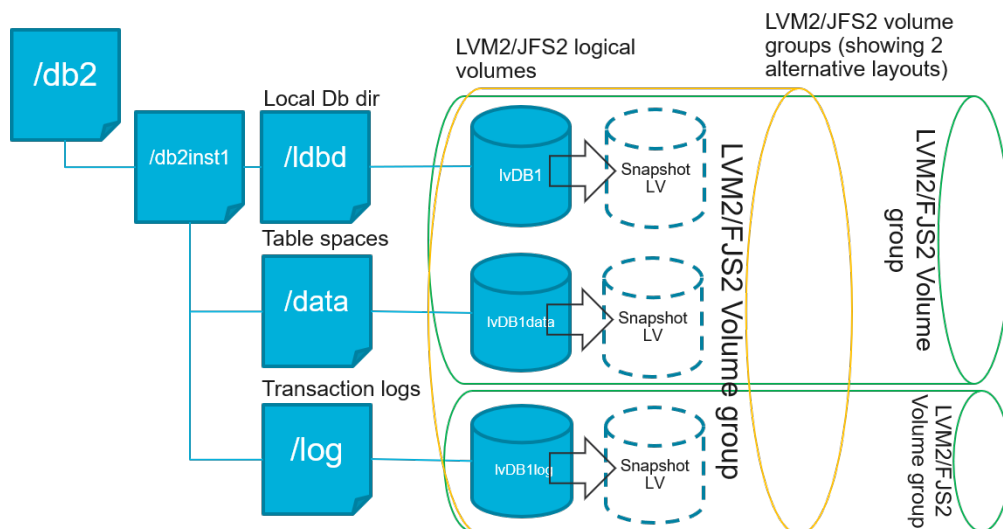 LVM2/JFS2 logical
volumes
LVM2/JFS2 volume
groups (showing 2
alternative layouts)
/db2
/db2inst1
Local Db dir
/ldbd
lvDB1
Snapshot
LV
Table spaces
/data
lvDB1data
Snapshot
LV
Transaction logs
/log
lvDB1log
Snapshot
LV
LVM2/FJS2 Volume group
LVM2/FJS2 Volume
group
LVM2/FJS2
Volume group